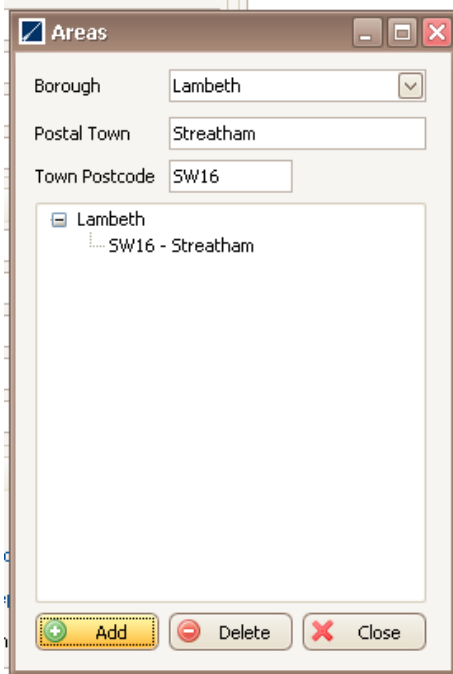 Areas
Borough Lambeth
Postal Town Streatham
Town Postcode SW16
Lambeth
SW16 - Streatham
Add Delete Close